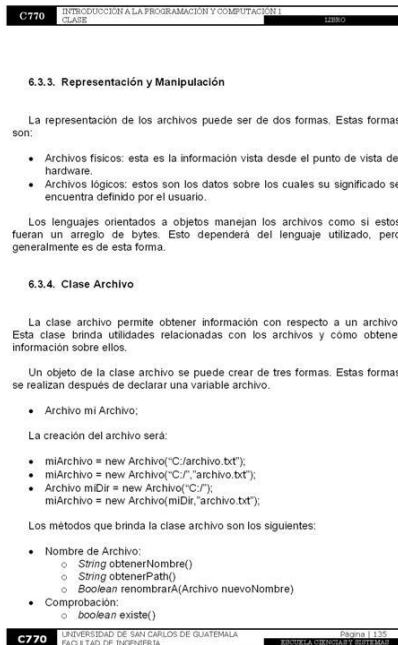 C770
INTRODUCCIÓN A LA PROGRAMACIÓN Y COMPUTACIÓN 1
CLASE
LIBRO
6.3.3. Representación y Manipulación
La representación de los archivos puede ser de dos formas. Estas formas
son:
• Archivos físicos: esta es la información vista desde el punto de vista de
hardware.
• Archivos lógicos: estos son los datos sobre los cuales su significado se
encuentra definido por el usuario.
Los lenguajes orientados a objetos manejan los archivos como si estos
fueran un arreglo de bytes. Esto dependerá del lenguaje utilizado, pero
generalmente es de esta forma.
6.3.4. Clase Archivo
La clase archivo permite obtener información con respecto a un archivo
Esta clase brinda utilidades relacionadas con los archivos y cómo obtene
información sobre ellos.
Un objeto de la clase archivo se puede crear de tres formas. Estas formas
se realizan después de declarar una variable archivo.
• Archivo mi Archivo;
La creación del archivo será:
• miArchivo = new Archivo("C:/archivo.txt");
• miArchivo = new Archivo("C:/","archivo.txt");
• Archivo miDir = new Archivo("C:/");
miArchivo = new Archivo(miDir,"archivo.txt");
Los métodos que brinda la clase archivo son los siguientes:
• Nombre de Archivo:
o String obtenerNombre()
o String obtenerPath()
o Boolean renombrarA(Archivo nuevoNombre)
• Comprobación:
o boolean existe()
C770
UNIVERSIDAD DE SAN CARLOS DE GUATEMALA
FACULTAD DE INGENIERÍA
Página | 135
ESCUELA CIENCIAS Y SISTEMAS